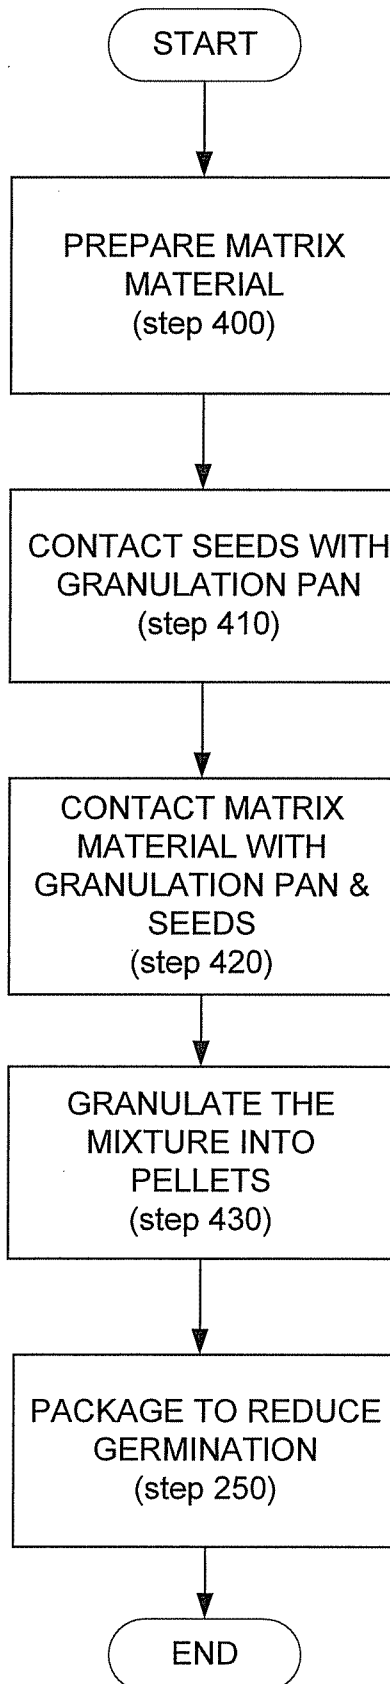 START
PREPARE MATRIX
MATERIAL
(step 400)
CONTACT SEEDS WITH
GRANULATION PAN
(step 410)
CONTACT MATRIX
MATERIAL WITH
GRANULATION PAN &
SEEDS
(step 420)
GRANULATE THE
MIXTURE INTO
PELLETS
(step 430)
PACKAGE TO REDUCE
GERMINATION
(step 250)
END